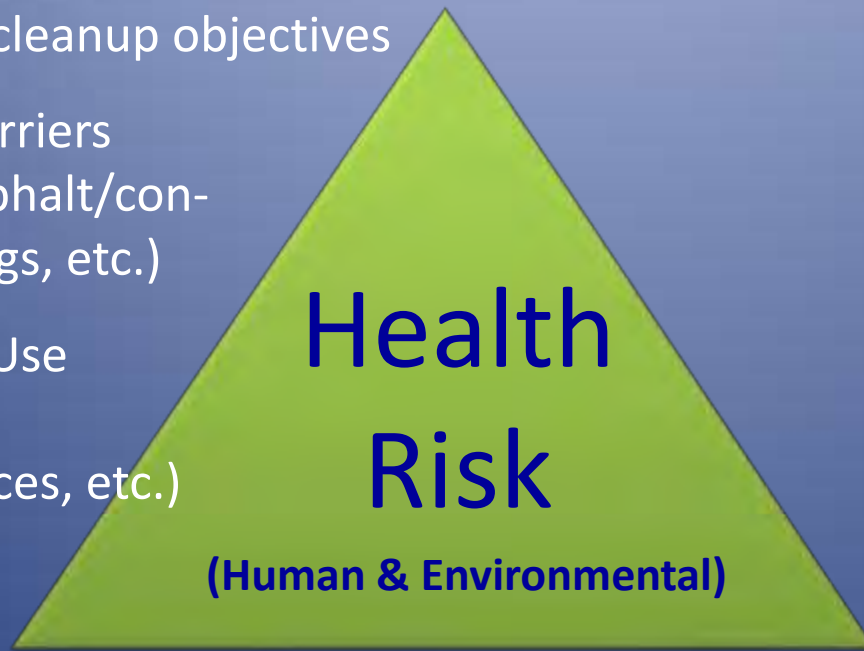 cleanup objectives
rriers
phalt/con-
gs, etc.)
Use
ces, etc.)
Health
Risk
(Human & Environmental)